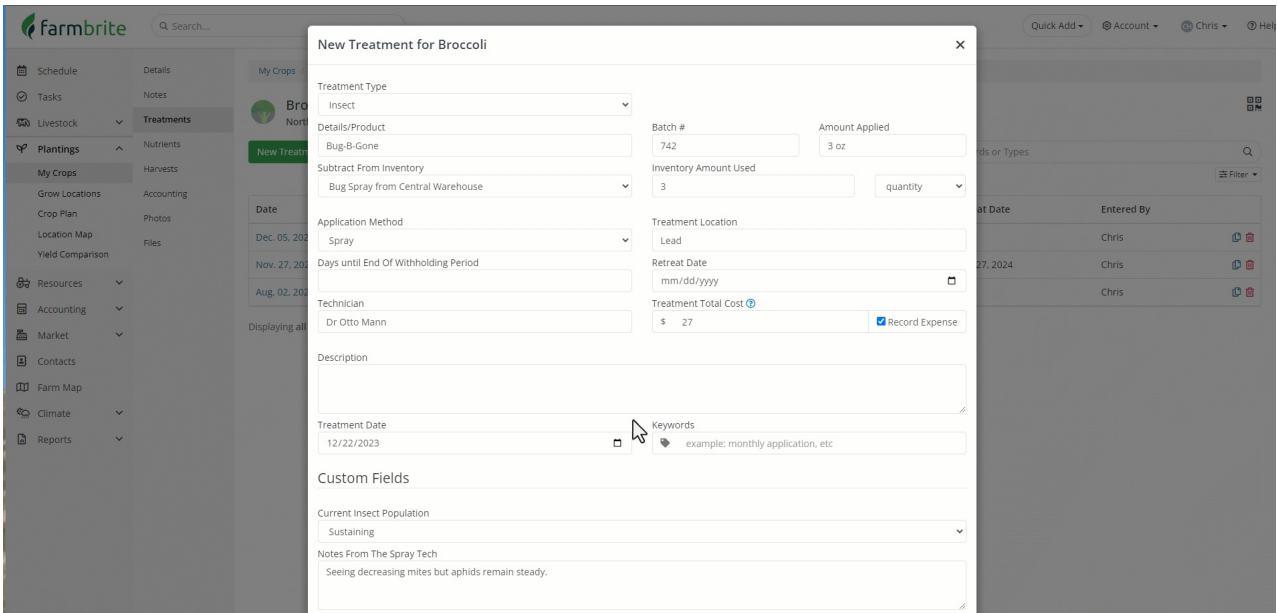 farmbrite
Search...
Quick Add
Account
Chris
Help
Schedule
Tasks
Livestock
Plantings
My Crops
Grow Locations
Crop Plan
Location Map
Yield Comparison
Resources
Accounting
Market
Contacts
Farm Map
Climate
Reports
Details
Notes
Treatments
Nutrients
Harvests
Accounting
Photos
Files
My Crops
Bro
Nort
New Treatm
Date
Dec. 05, 202
Nov. 27, 202
Aug. 02, 202
Displaying all
New Treatment for Broccoli
Treatment Type
Insect
Details/Product Batch # Amount Applied
Bug-B-Gone 742 3 oz
Subtract From Inventory Inventory Amount Used
Bug Spray from Central Warehouse 3 quantity
Application Method Treatment Location
Spray Lead
Days until End Of Withholding Period Retreat Date
mm/dd/yyyy
Technician Treatment Total Cost
Dr Otto Mann $ 27 Record Expense
Description
Treatment Date Keywords
12/22/2023 example: monthly application, etc
Custom Fields
Current Insect Population
Sustaining
Notes From The Spray Tech
Seeing decreasing mites but aphids remain steady.
rds or Types
Filter
at Date Entered By
Chris
27, 2024 Chris
Chris